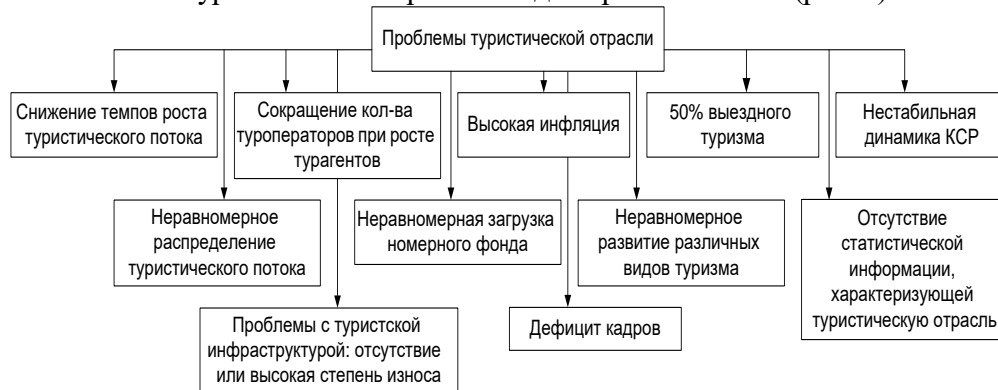 Проблемы туристической отрасли
Снижение темпов роста
туристического потока
Сокращение кол-ва
туроператоров при росте
турагентов
Высокая инфляция
50% выездного
туризма
Нестабильная
динамика КСР
Неравномерное
распределение
туристического потока
Неравномерная загрузка
номерного фонда
Неравномерное
развитие различных
видов туризма
Отсутствие
статистической
информации,
характеризующей
туристическую отрасль
Проблемы с туристской
инфраструктурой: отсутствие
или высокая степень износа
Дефицит кадров